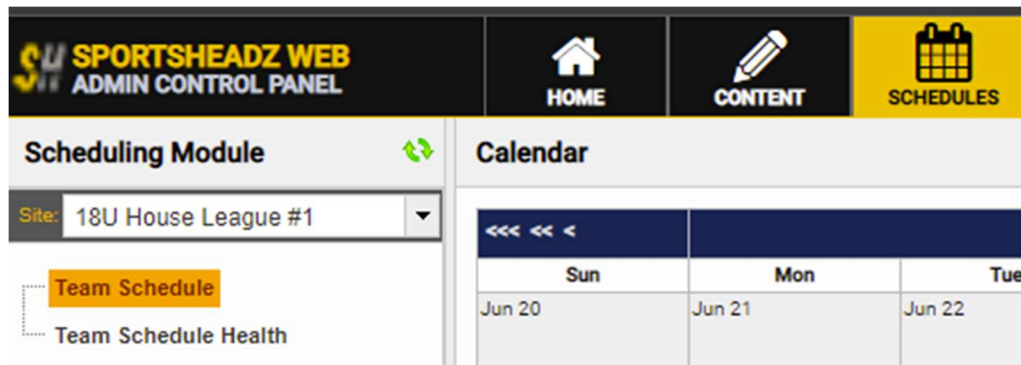 SH SPORTSHEADZ WEB
ADMIN CONTROL PANEL
HOME
CONTENT
SCHEDULES
Scheduling Module
Calendar
Site: 18U House League #1
<<< << <
Sun Mon Tue
Team Schedule
Jun 20 Jun 21 Jun 22
Team Schedule Health